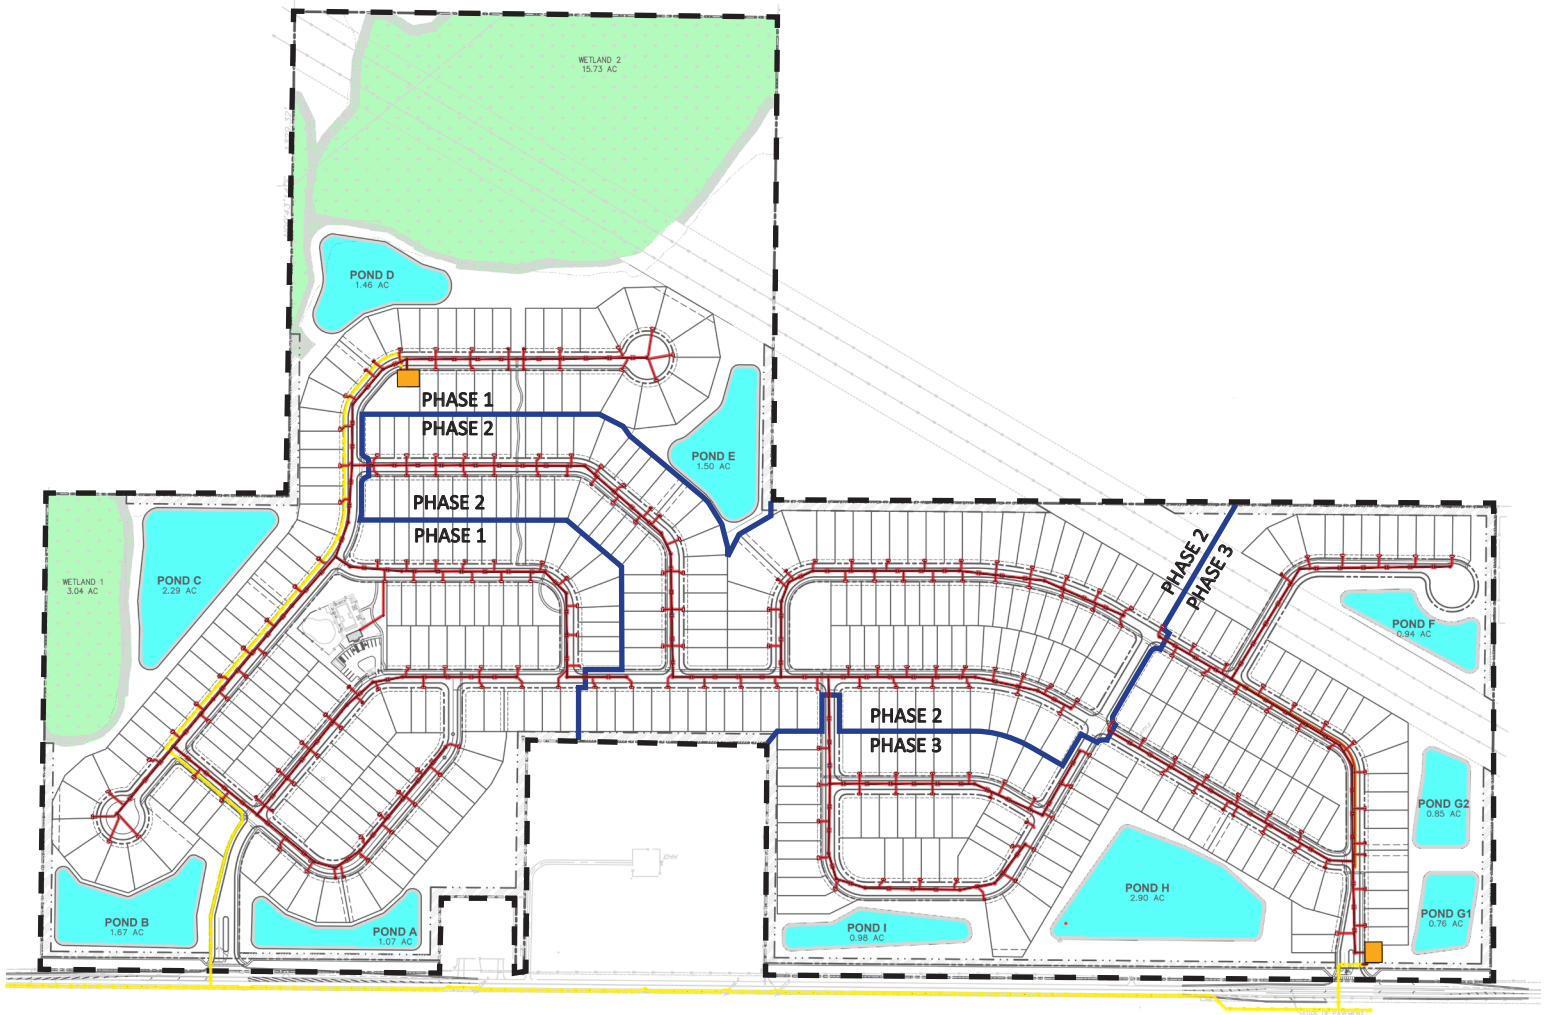 WETLAND 2
15.73 AC
POND D
1.46 AC
PHASE 1
PHASE 2
POND E
1.50 AC
PHASE 2
PHASE 1
WETLAND 1
3.04 AC
POND C
2.29 AC
PHASE 2
PHASE 3
POND F
0.94 AC
PHASE 2
PHASE 3
POND G2
0.85 AC
POND H
2.90 AC
POND G1
0.76 AC
POND B
1.67 AC
POND A
1.07 AC
POND I
0.98 AC